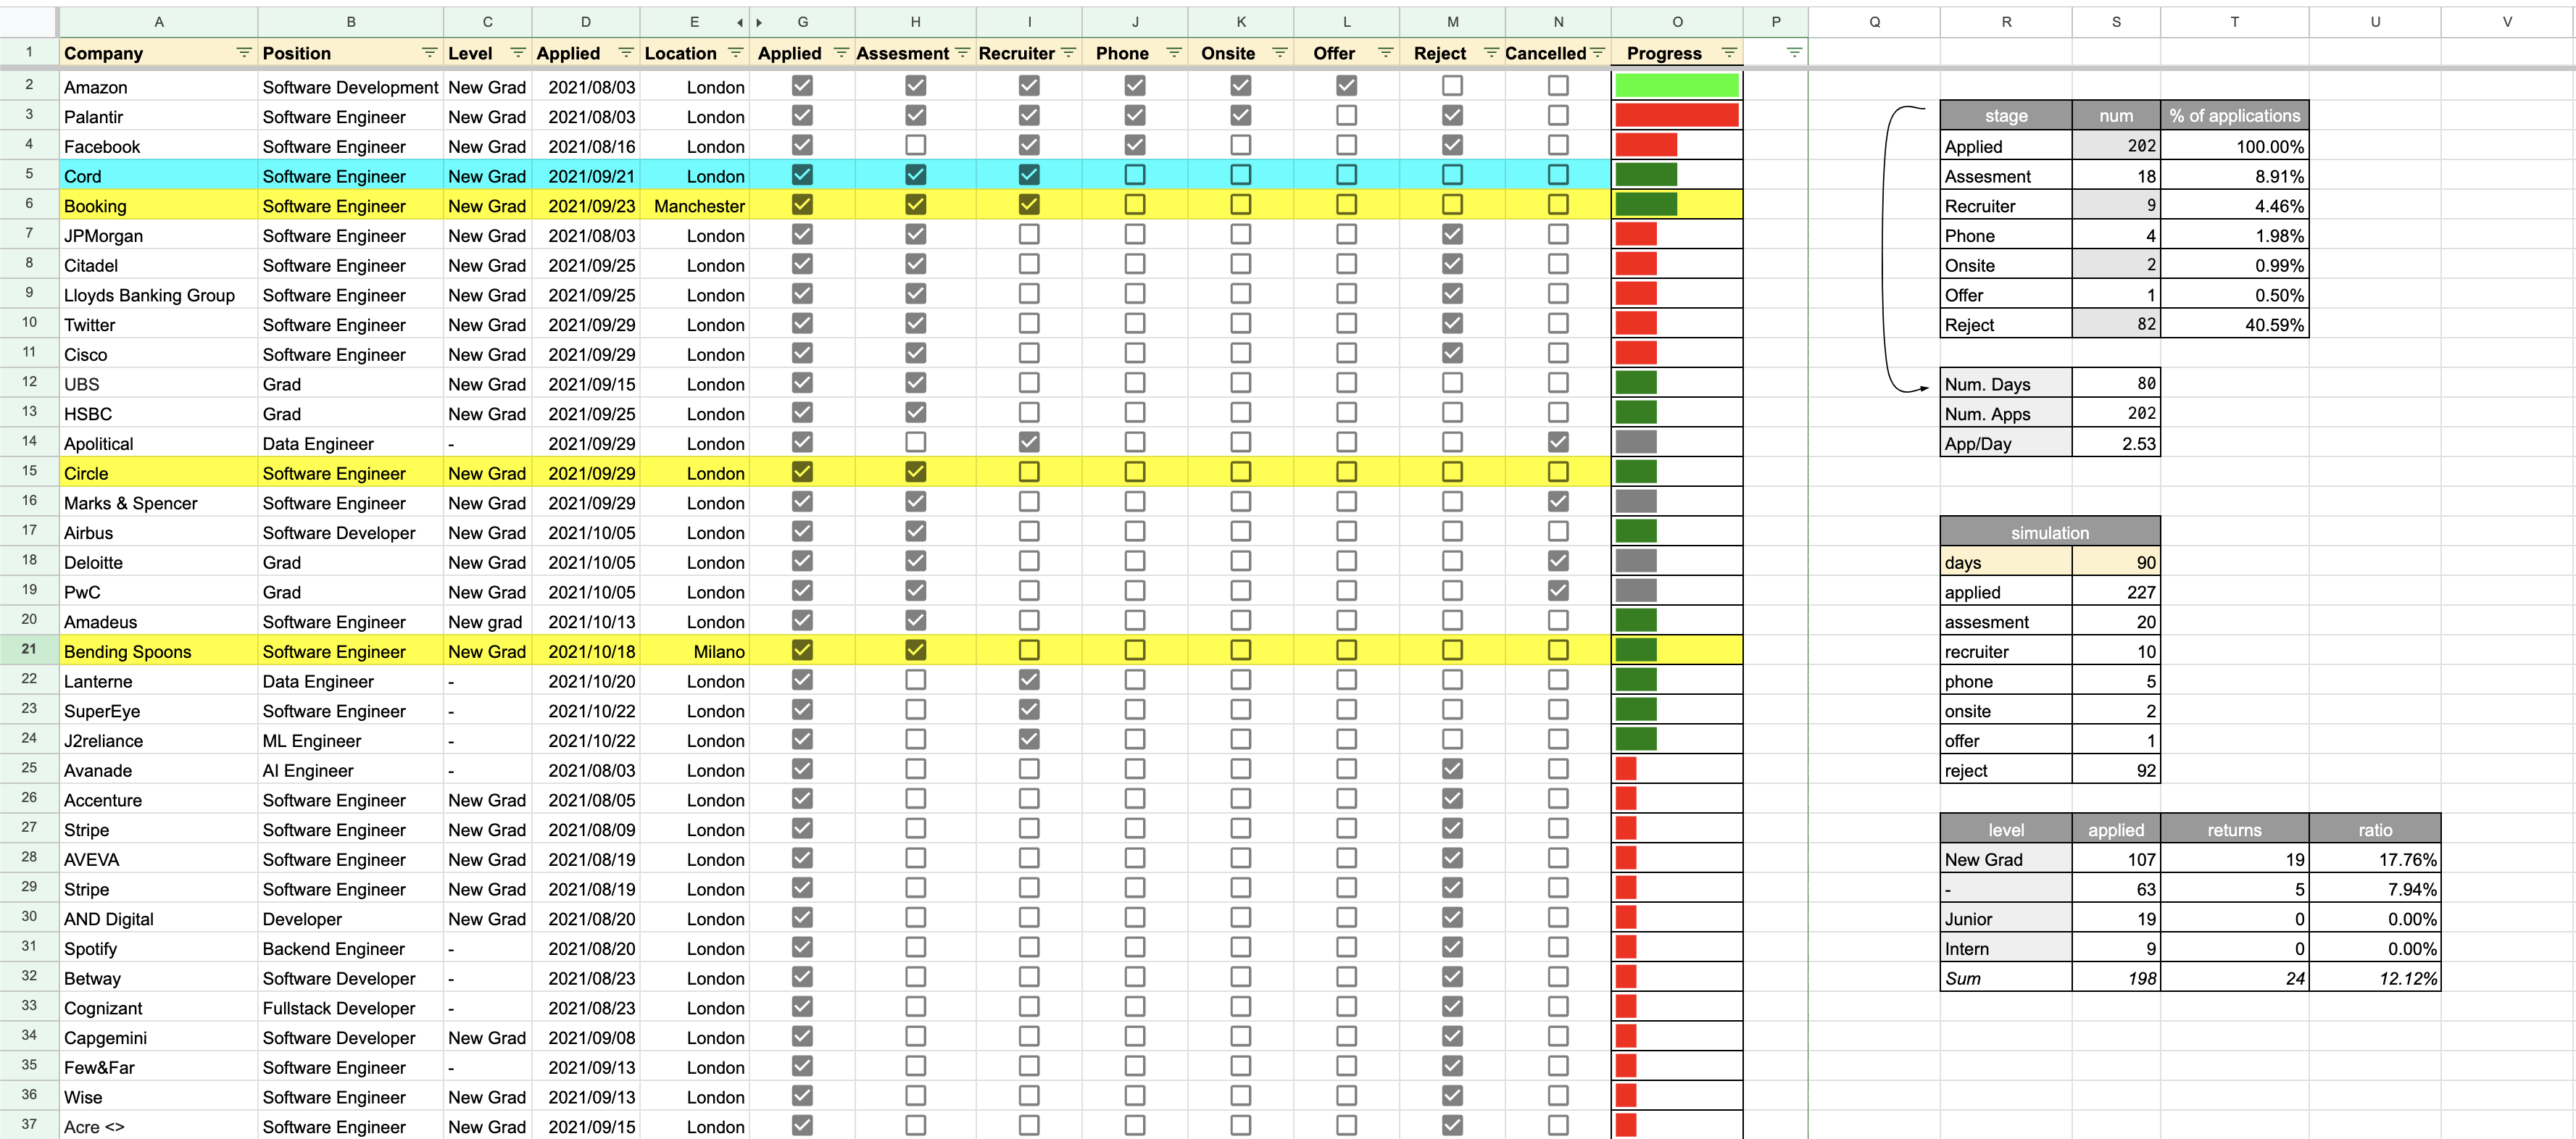 A B C D E G H I J K L M N O P Q R S T U V
1 Company Position Level Applied Location Applied Assesment Recruiter Phone Onsite Offer Reject Cancelled Progress
2 Amazon Software Development New Grad 2021/08/03 London
3 Palantir Software Engineer New Grad 2021/08/03 London stage num % of applications
4 Facebook Software Engineer New Grad 2021/08/16 London Applied 202 100.00%
5 Cord Software Engineer New Grad 2021/09/21 London Assesment 18 8.91%
6 Booking Software Engineer New Grad 2021/09/23 Manchester Recruiter 9 4.46%
7 JPMorgan Software Engineer New Grad 2021/08/03 London Phone 4 1.98%
8 Citadel Software Engineer New Grad 2021/09/25 London Onsite 2 0.99%
9 Lloyds Banking Group Software Engineer New Grad 2021/09/25 London Offer 1 0.50%
10 Twitter Software Engineer New Grad 2021/09/29 London Reject 82 40.59%
11 Cisco Software Engineer New Grad 2021/09/29 London
12 UBS Grad New Grad 2021/09/15 London Num. Days 80
13 HSBC Grad New Grad 2021/09/25 London Num. Apps 202
14 Apolitical Data Engineer - 2021/09/29 London App/Day 2.53
15 Circle Software Engineer New Grad 2021/09/29 London
16 Marks & Spencer Software Engineer New Grad 2021/09/29 London
17 Airbus Software Developer New Grad 2021/10/05 London simulation
18 Deloitte Grad New Grad 2021/10/05 London days 90
19 PwC Grad New Grad 2021/10/05 London applied 227
20 Amadeus Software Engineer New grad 2021/10/13 London assesment 20
21 Bending Spoons Software Engineer New Grad 2021/10/18 Milano recruiter 10
22 Lanterne Data Engineer - 2021/10/20 London phone 5
23 SuperEye Software Engineer - 2021/10/22 London onsite 2
24 J2reliance ML Engineer - 2021/10/22 London offer 1
25 Avanade AI Engineer - 2021/08/03 London reject 92
26 Accenture Software Engineer New Grad 2021/08/05 London
27 Stripe Software Engineer New Grad 2021/08/09 London level applied returns ratio
28 AVEVA Software Engineer New Grad 2021/08/19 London New Grad 107 19 17.76%
29 Stripe Software Engineer New Grad 2021/08/19 London - 63 5 7.94%
30 AND Digital Developer New Grad 2021/08/20 London Junior 19 0 0.00%
31 Spotify Backend Engineer - 2021/08/20 London Intern 9 0 0.00%
32 Betway Software Developer - 2021/08/23 London Sum 198 24 12.12%
33 Cognizant Fullstack Developer - 2021/08/23 London
34 Capgemini Software Developer New Grad 2021/09/08 London
35 Few&Far Software Engineer - 2021/09/13 London
36 Wise Software Engineer New Grad 2021/09/13 London
37 Acre <> Software Engineer New Grad 2021/09/15 London